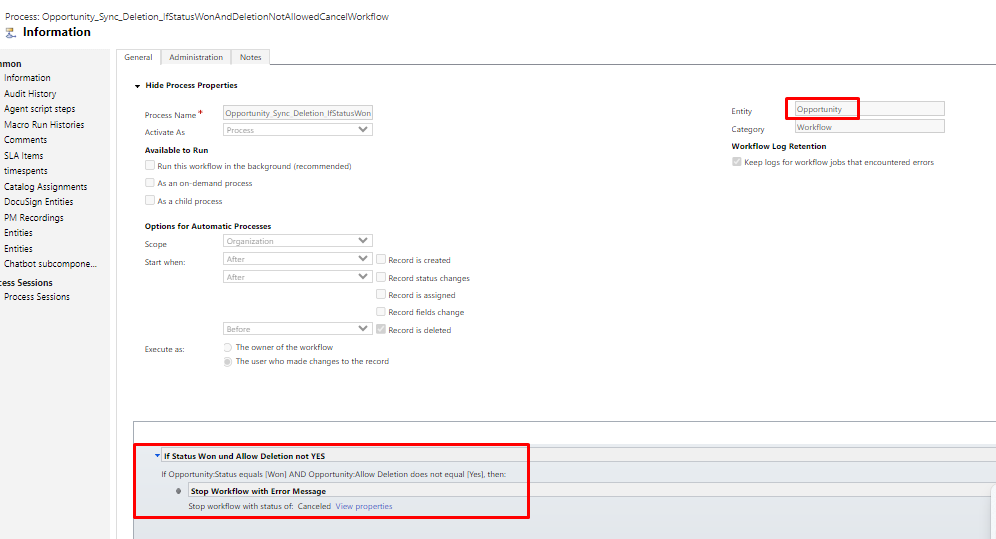 Process: Opportunity_Sync_Deletion_IfStatusWonAndDeletionNotAllowedCancelWorkflow
Information
mmon
Information
Audit History
Agent script steps
Macro Run Histories
Comments
SLA Items
timespents
Catalog Assignments
DocuSign Entities
PM Recordings
Entities
Entities
Chatbot subcompone...
cess Sessions
Process Sessions
General Administration Notes
Hide Process Properties
Process Name * Opportunity_Sync_Deletion_IfStatusWon
Activate As Process
Available to Run
Run this workflow in the background (recommended)
As an on-demand process
As a child process
Entity Opportunity
Category Workflow
Workflow Log Retention
Keep logs for workflow jobs that encountered errors
Options for Automatic Processes
Scope Organization
Start when: After Record is created
After Record status changes
Record is assigned
Record fields change
Before Record is deleted
Execute as: The owner of the workflow
The user who made changes to the record
If Status Won und Allow Deletion not YES
If Opportunity:Status equals [Won] AND Opportunity:Allow Deletion does not equal [Yes], then:
Stop Workflow with Error Message
Stop workflow with status of: Canceled View properties